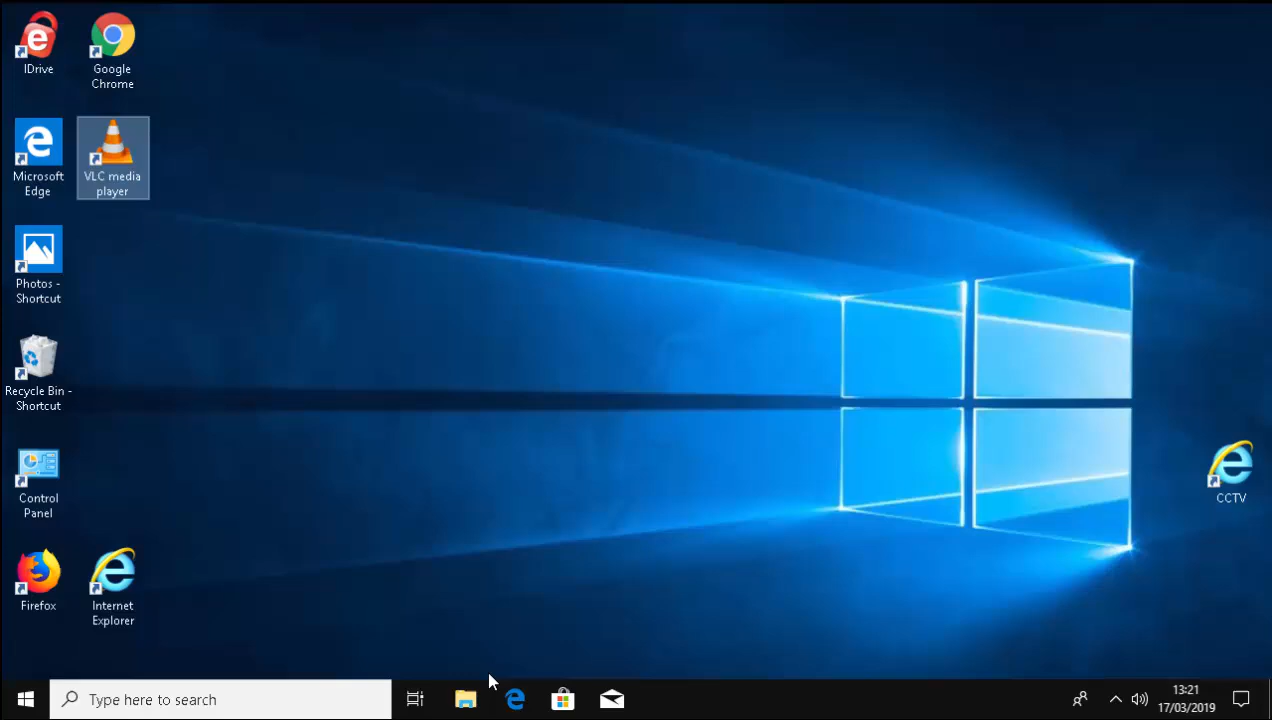 IDrive
Google
Chrome
Microsoft
Edge
VLC media
player
Photos -
Shortcut
Recycle Bin -
Shortcut
Control
Panel
CCTV
Firefox
Internet
Explorer
Type here to search
13:21
17/03/2019